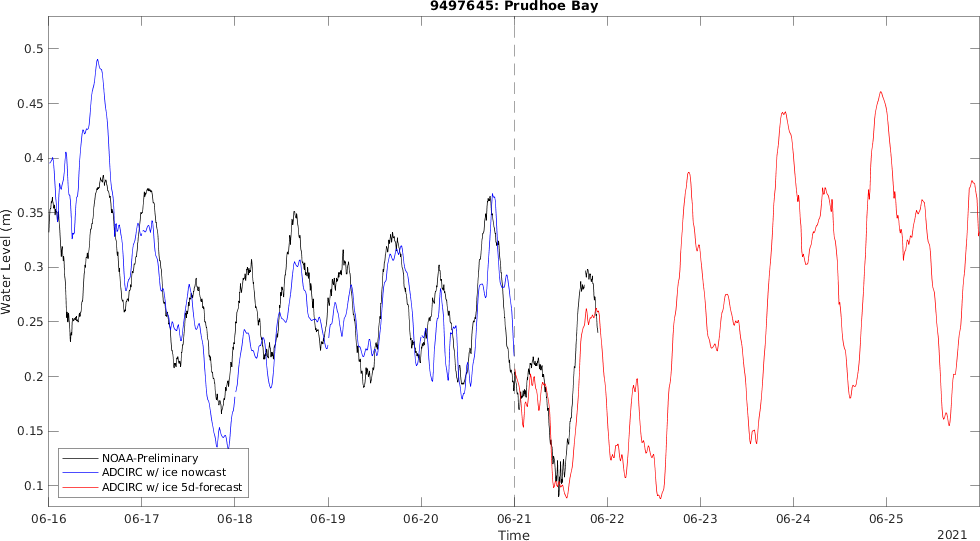 9497645: Prudhoe Bay
Water Level (m)
0.5
0.45
0.4
0.35
0.3
0.25
0.2
0.15
0.1
NOAA-Preliminary
ADCIRC w/ ice nowcast
ADCIRC w/ ice 5d-forecast
06-16 06-17 06-18 06-19 06-20 06-21 06-22 06-23 06-24 06-25
Time
2021